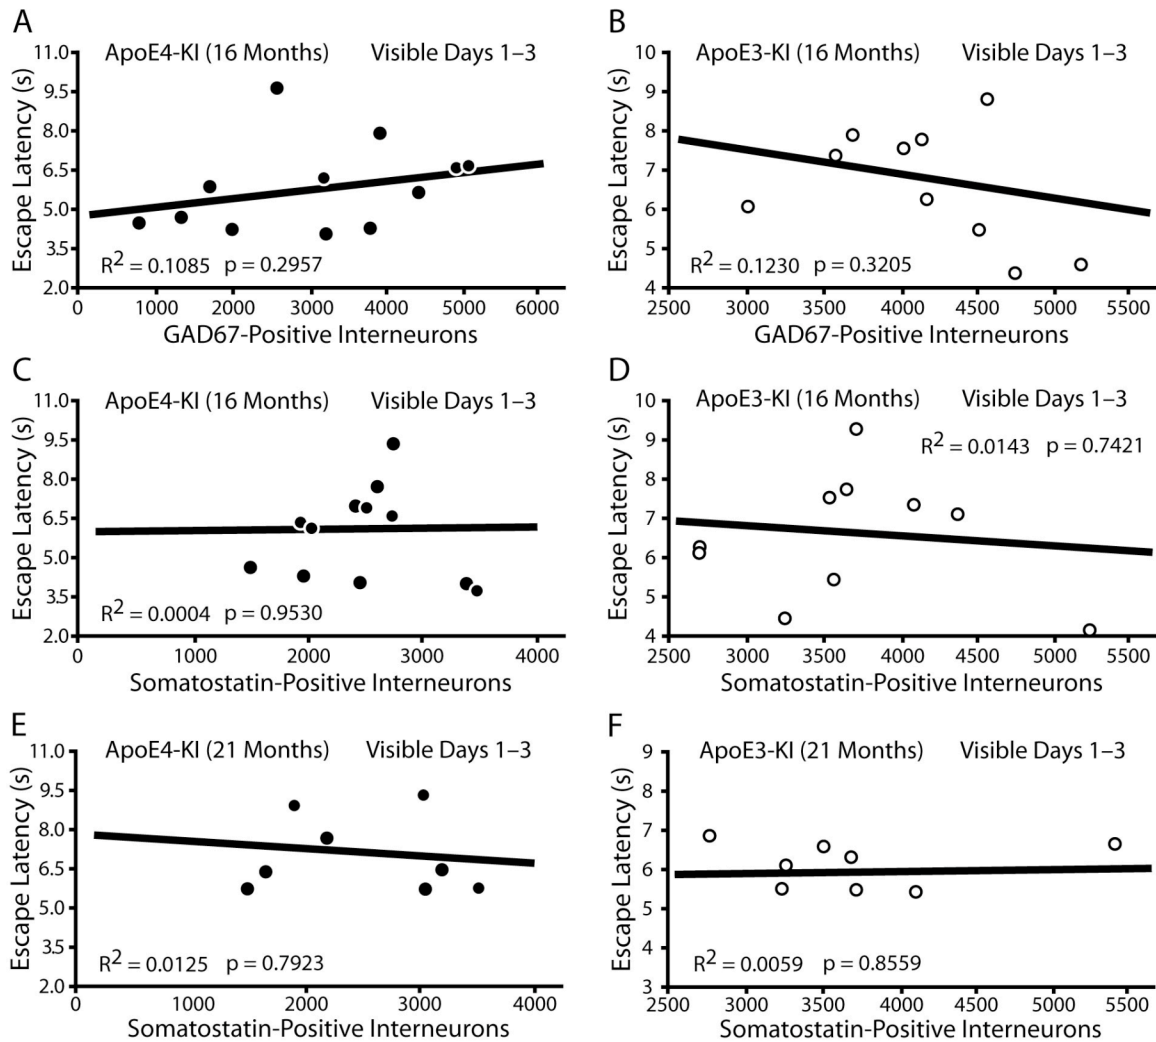 A
ApoE4-KI (16 Months) Visible Days 1–3
Escape Latency (s)
11.0
9.5
8.0
6.5
5.0
3.5
2.0
R² = 0.1085 p = 0.2957
0 1000 2000 3000 4000 5000 6000
GAD67-Positive Interneurons
B
ApoE3-KI (16 Months) Visible Days 1–3
Escape Latency (s)
10
9
8
7
6
5
4
R² = 0.1230 p = 0.3205
2500 3000 3500 4000 4500 5000 5500
GAD67-Positive Interneurons
C
ApoE4-KI (16 Months) Visible Days 1–3
Escape Latency (s)
11.0
9.5
8.0
6.5
5.0
3.5
2.0
R² = 0.0004 p = 0.9530
0 1000 2000 3000 4000
Somatostatin-Positive Interneurons
D
ApoE3-KI (16 Months) Visible Days 1–3
R² = 0.0143 p = 0.7421
Escape Latency (s)
10
9
8
7
6
5
4
2500 3000 3500 4000 4500 5000 5500
Somatostatin-Positive Interneurons
E
ApoE4-KI (21 Months) Visible Days 1–3
Escape Latency (s)
11.0
9.5
8.0
6.5
5.0
3.5
2.0
R² = 0.0125 p = 0.7923
0 1000 2000 3000 4000
Somatostatin-Positive Interneurons
F
ApoE3-KI (21 Months) Visible Days 1–3
Escape Latency (s)
9
8
7
6
5
4
3
R² = 0.0059 p = 0.8559
2500 3000 3500 4000 4500 5000 5500
Somatostatin-Positive Interneurons